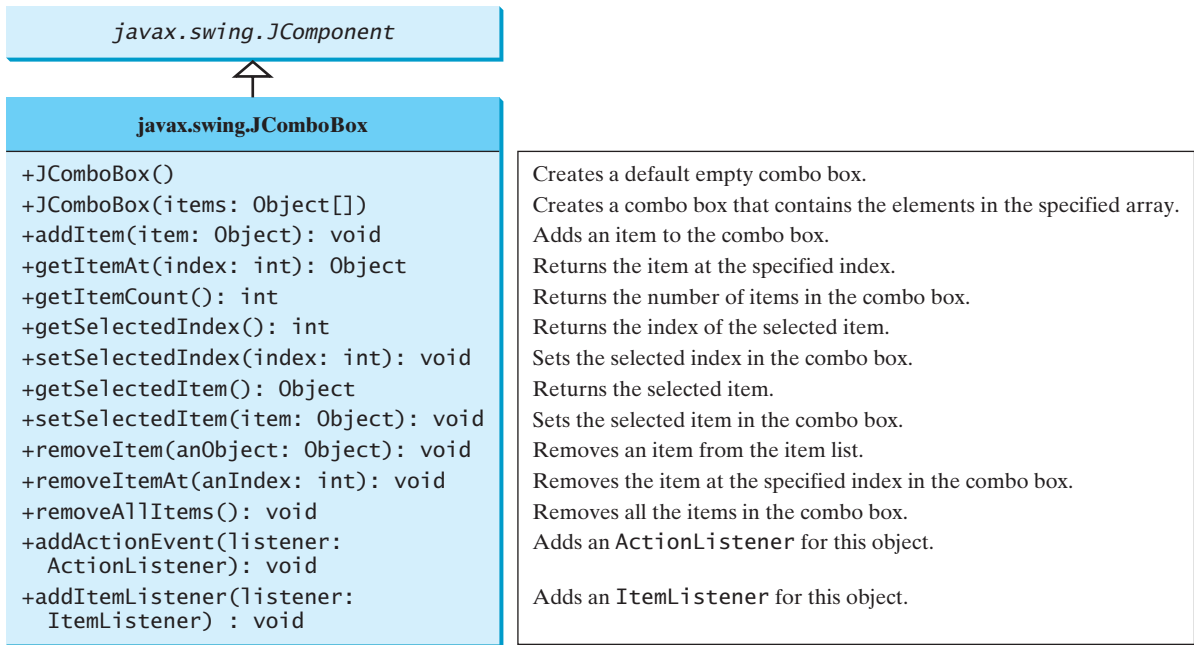 javax.swing.JComponent
javax.swing.JComboBox
+JComboBox()
Creates a default empty combo box.
+JComboBox(items: Object[])
Creates a combo box that contains the elements in the specified array.
+addItem(item: Object): void
Adds an item to the combo box.
+getItemAt(index: int): Object
Returns the item at the specified index.
+getItemCount(): int
Returns the number of items in the combo box.
+getSelectedIndex(): int
Returns the index of the selected item.
+setSelectedIndex(index: int): void
Sets the selected index in the combo box.
+getSelectedItem(): Object
Returns the selected item.
+setSelectedItem(item: Object): void
Sets the selected item in the combo box.
+removeItem(anObject: Object): void
Removes an item from the item list.
+removeItemAt(anIndex: int): void
Removes the item at the specified index in the combo box.
+removeAllItems(): void
Removes all the items in the combo box.
+addActionEvent(listener:
ActionListener): void
Adds an ActionListener for this object.
+addItemListener(listener:
ItemListener) : void
Adds an ItemListener for this object.